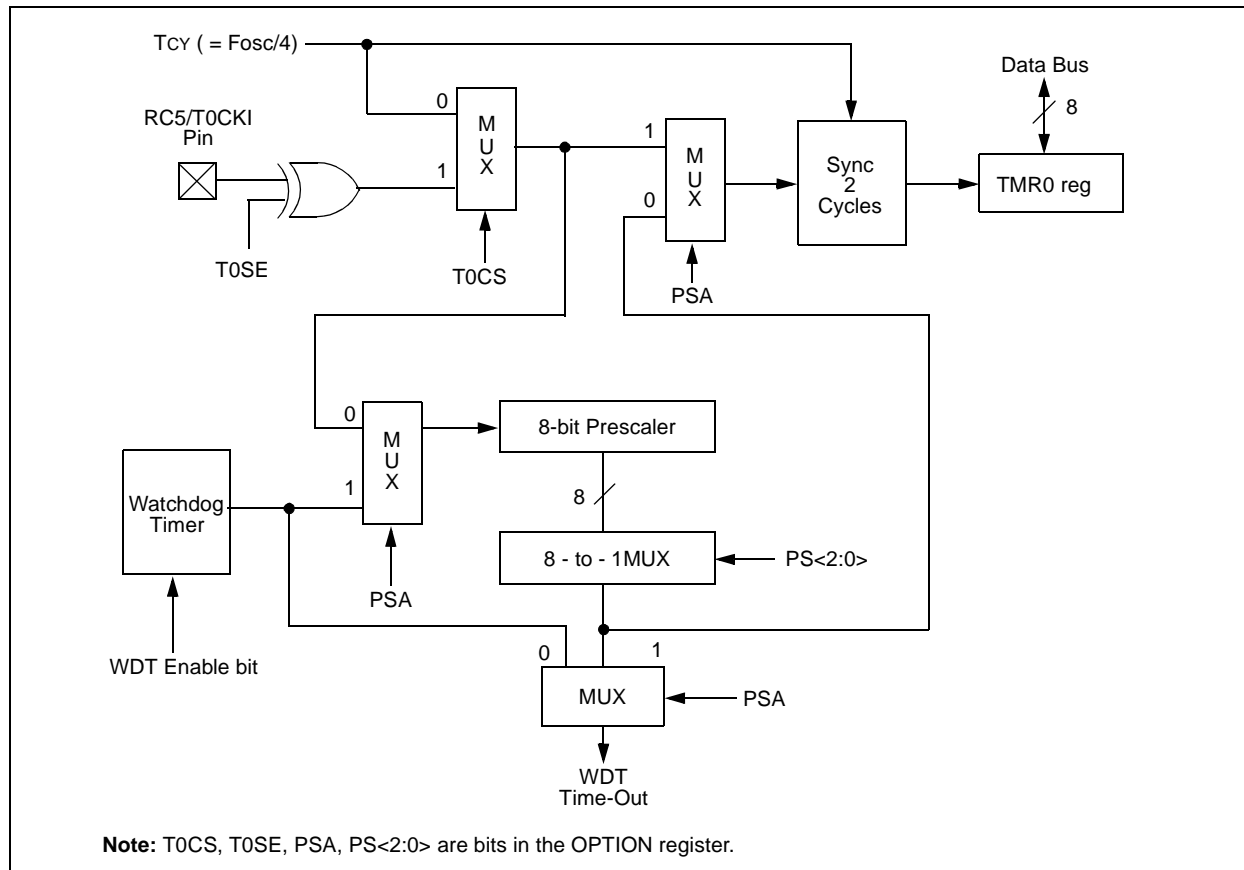 TCY ( = Fosc/4)
Data Bus
RC5/T0CKI
Pin
0
M
U
X
1
8
1
M
U
X
0
Sync
2
Cycles
TMR0 reg
T0SE
T0CS
PSA
0
M
U
X
1
8-bit Prescaler
8
Watchdog
Timer
8 - to - 1MUX
PS<2:0>
PSA
WDT Enable bit
0
1
MUX
PSA
WDT
Time-Out
Note: T0CS, T0SE, PSA, PS<2:0> are bits in the OPTION register.